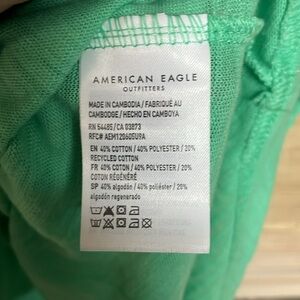 AMERICAN EAGLE
OUTFITTERS
MADE IN CAMBODIA / FABRIQUÉ AU
CAMBODGE / HECHO EN CAMBOYA
RN 54485 / CA 03873
RFC# AEM120605U9A
EN 40% COTTON / 40% POLYESTER / 20%
RECYCLED COTTON
FR 40% COTON / 40% POLYESTER / 20%
COTON RÉGÉNÉRÉ
SP 40% algodón / 40% poliéster / 20%
algodón regenerado